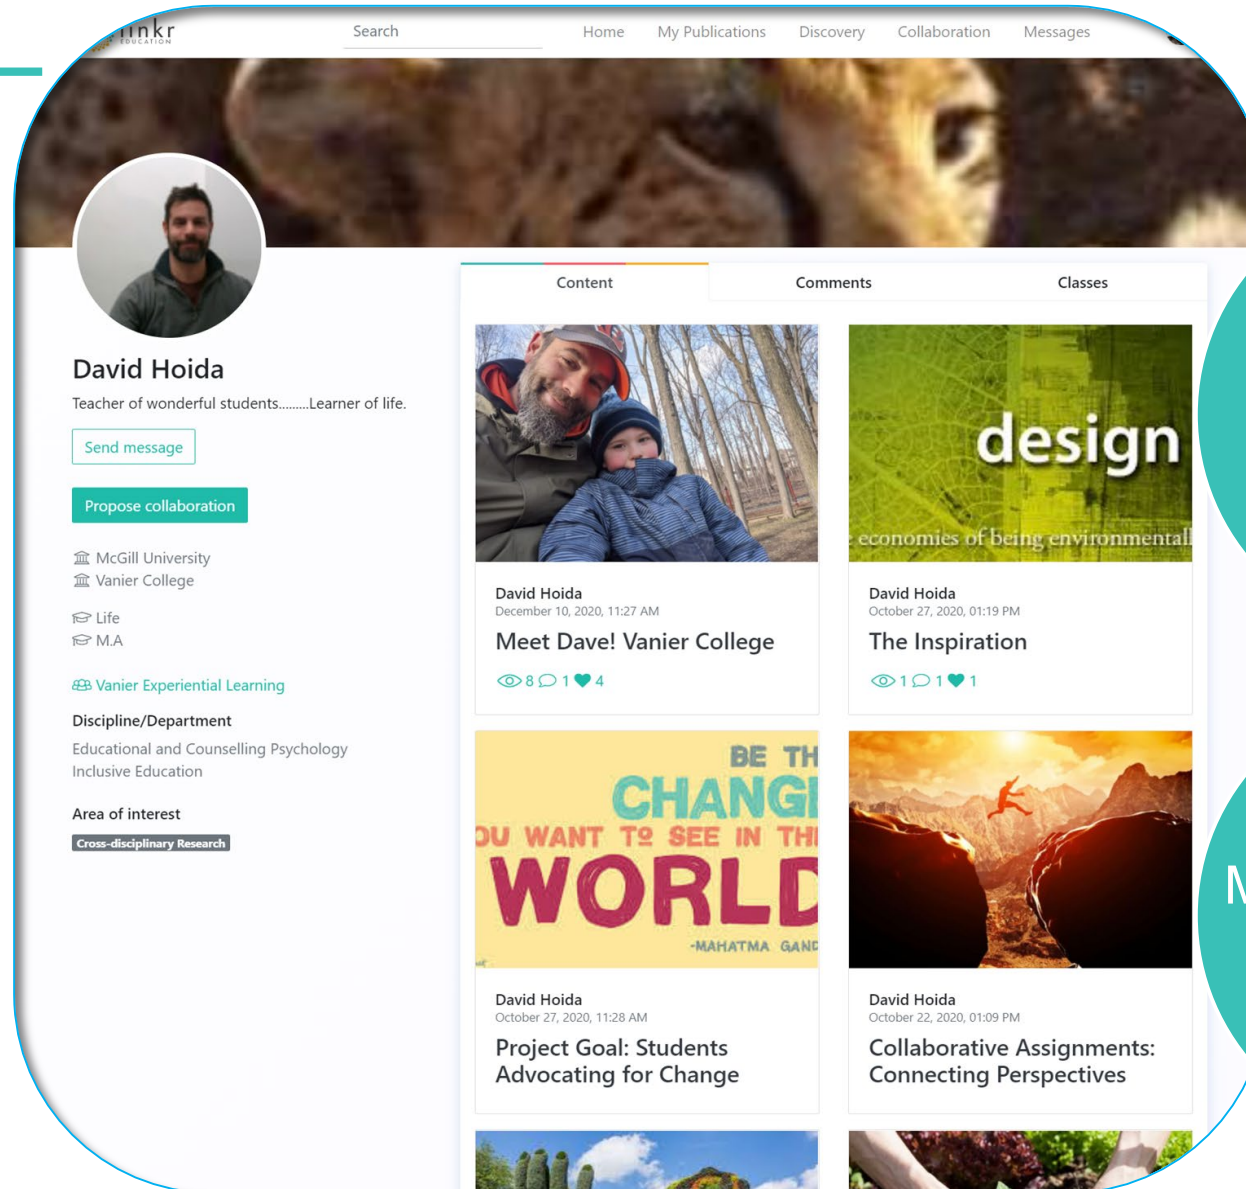 linkr
EDUCATION
Search
Home
My Publications
Discovery
Collaboration
Messages
David Hoida
Teacher of wonderful students.........Learner of life.
Send message
Propose collaboration
McGill University
Vanier College
Life
M.A
Vanier Experiential Learning
Discipline/Department
Educational and Counselling Psychology
Inclusive Education
Area of interest
Cross-disciplinary Research
Content
Comments
Classes
David Hoida
December 10, 2020, 11:27 AM
Meet Dave! Vanier College
8 1 4
design
economies of being environmentall
David Hoida
October 27, 2020, 01:19 PM
The Inspiration
1 1 1
BE TH
CHANG
OU WANT TO SEE IN TH
WORLD
-MAHATMA GAND
David Hoida
October 27, 2020, 11:28 AM
Project Goal: Students
Advocating for Change
David Hoida
October 22, 2020, 01:09 PM
Collaborative Assignments:
Connecting Perspectives
M